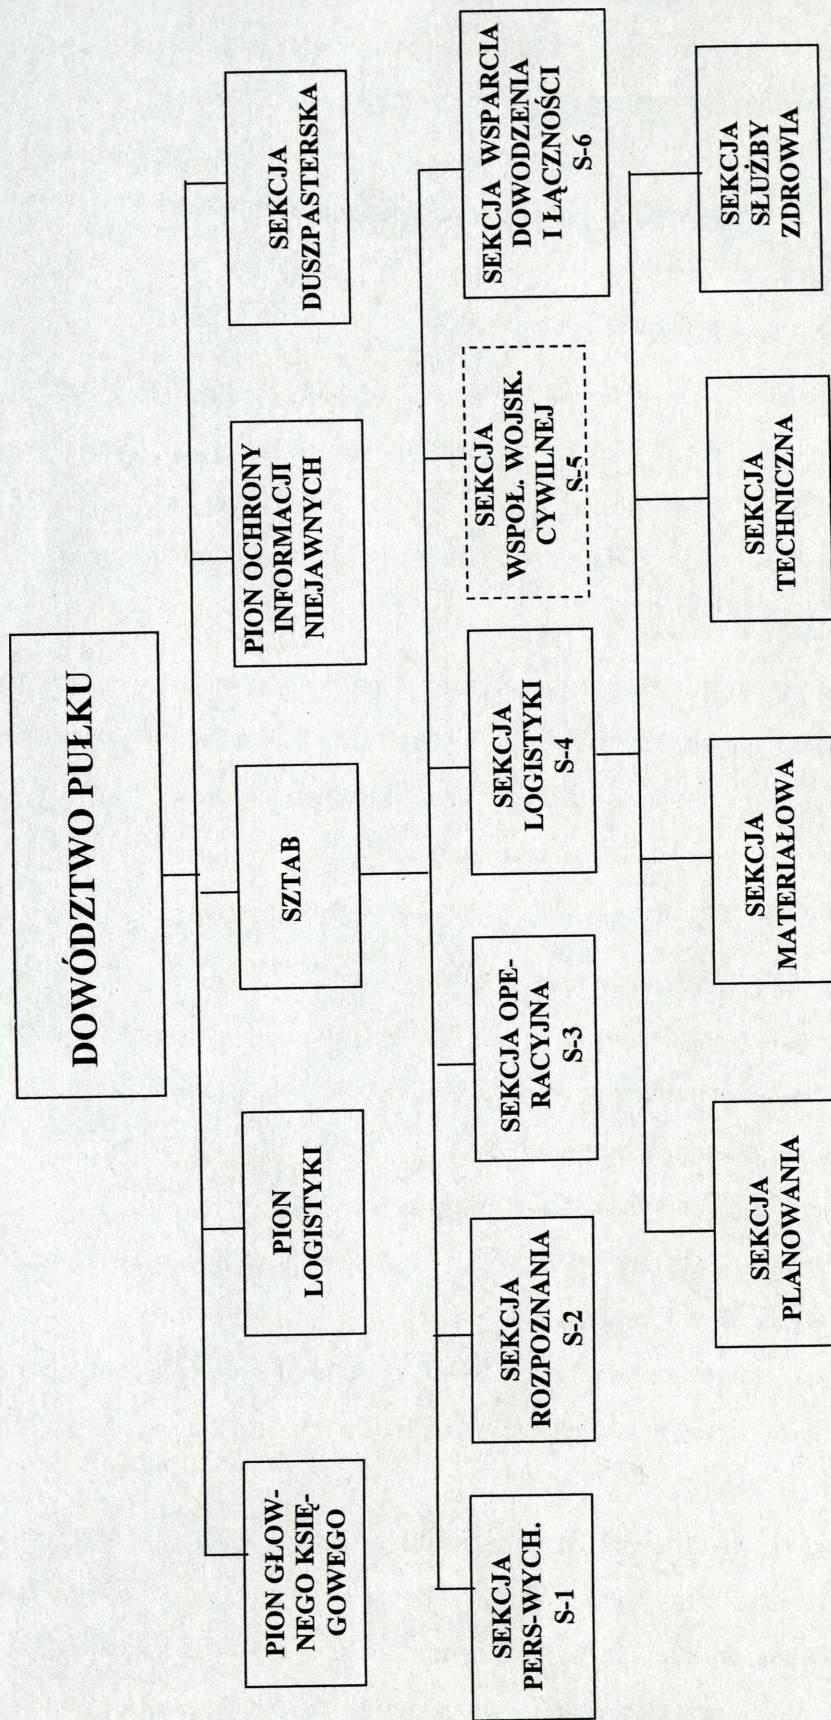 DOWÓDZTWO PUŁKU
PION GŁOW-
NEGO KSIĘ-
GOWEGO
PION
LOGISTYKI
SZTAB
PION OCHRONY
INFORMACJI
NIEJAWNYCH
SEKCJA
DUSZPASTERSKA
SEKCJA
PERS-WYCH.
S-1
SEKCJA
ROZPOZNANIA
S-2
SEKCJA OPE-
RACYJNA
S-3
SEKCJA
LOGISTYKI
S-4
SEKCJA
WSPOŁ. WOJSK.
CYWILNEJ
S-5
SEKCJA WSPARCIA
DOWODZENIA
I ŁĄCZNOŚCI
S-6
SEKCJA
PLANOWANIA
SEKCJA
MATERIAŁOWA
SEKCJA
TECHNICZNA
SEKCJA
SŁUŻBY
ZDROWIA